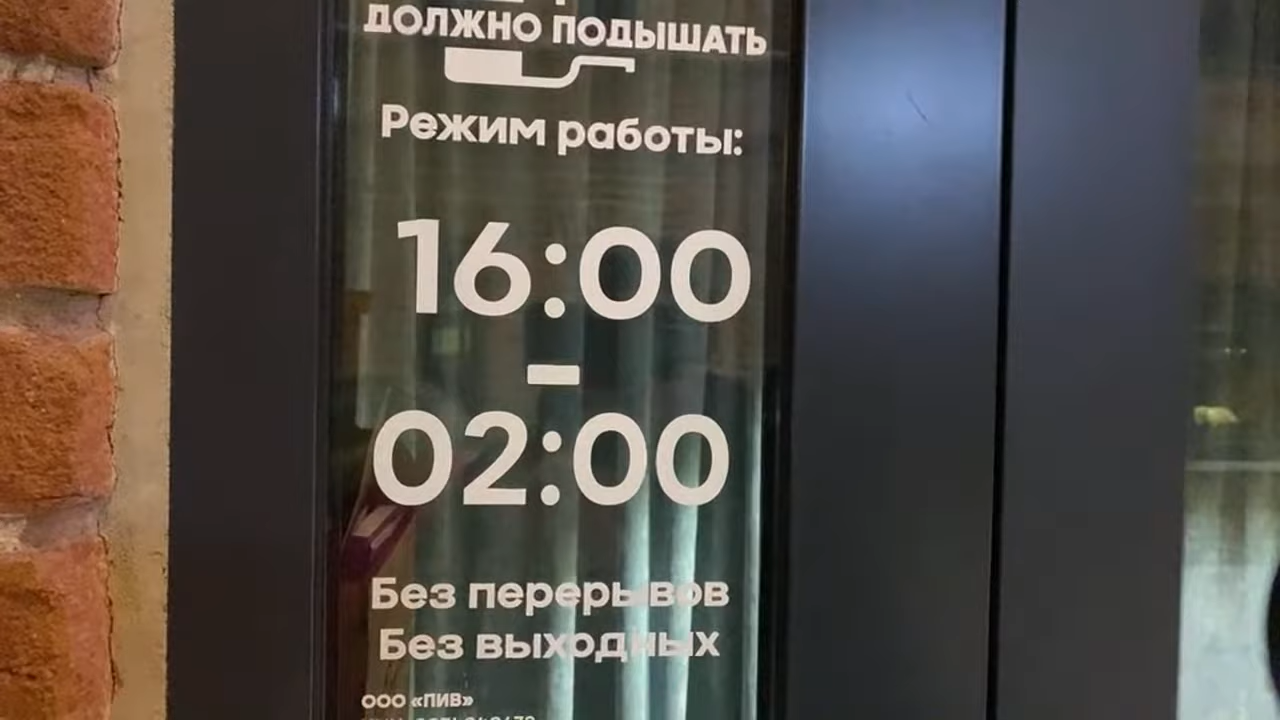 ДОЛЖНО ПОДЫШАТЬ
Режим работы:
16:00
–
02:00
Без перерывов
Без выходных
ООО «ПИВ»